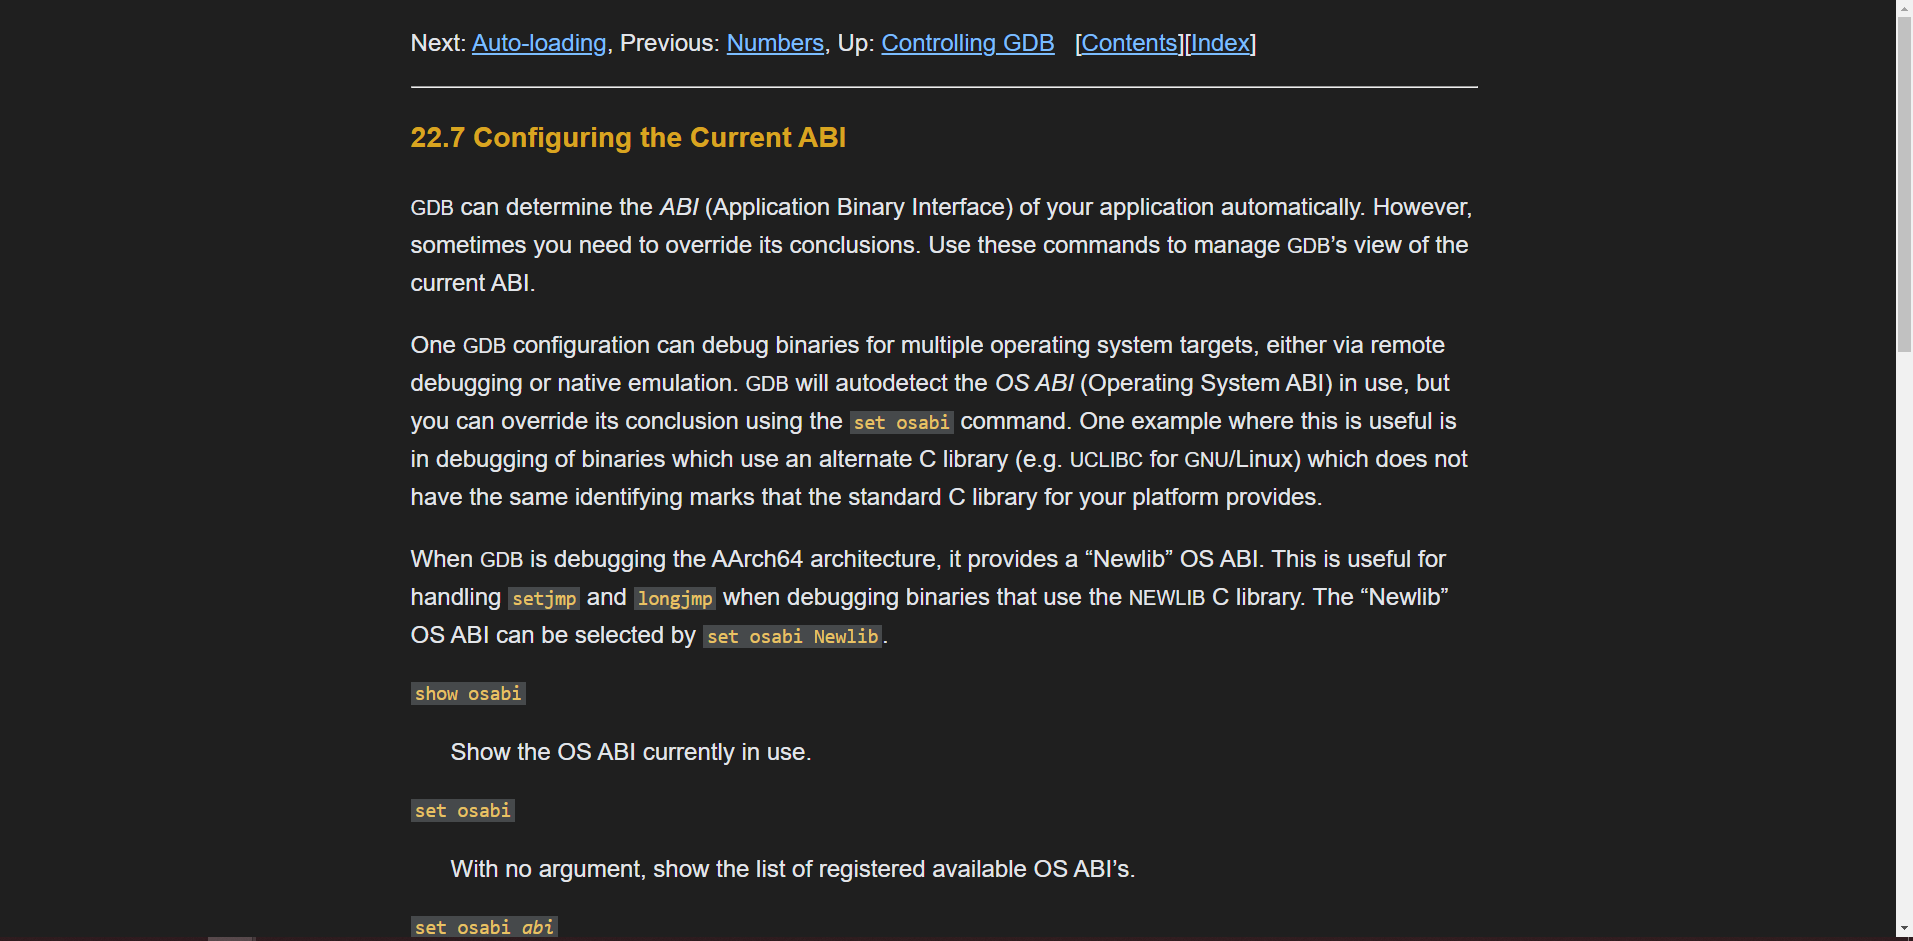 Next: Auto-loading, Previous: Numbers, Up: Controlling GDB [Contents][Index]
22.7 Configuring the Current ABI
GDB can determine the ABI (Application Binary Interface) of your application automatically. However,
sometimes you need to override its conclusions. Use these commands to manage GDB’s view of the
current ABI.
One GDB configuration can debug binaries for multiple operating system targets, either via remote
debugging or native emulation. GDB will autodetect the OS ABI (Operating System ABI) in use, but
you can override its conclusion using the set osabi command. One example where this is useful is
in debugging of binaries which use an alternate C library (e.g. UCLIBC for GNU/Linux) which does not
have the same identifying marks that the standard C library for your platform provides.
When GDB is debugging the AArch64 architecture, it provides a “Newlib” OS ABI. This is useful for
handling setjmp and longjmp when debugging binaries that use the NEWLIB C library. The “Newlib”
OS ABI can be selected by set osabi Newlib.
show osabi
Show the OS ABI currently in use.
set osabi
With no argument, show the list of registered available OS ABI’s.
set osabi abi